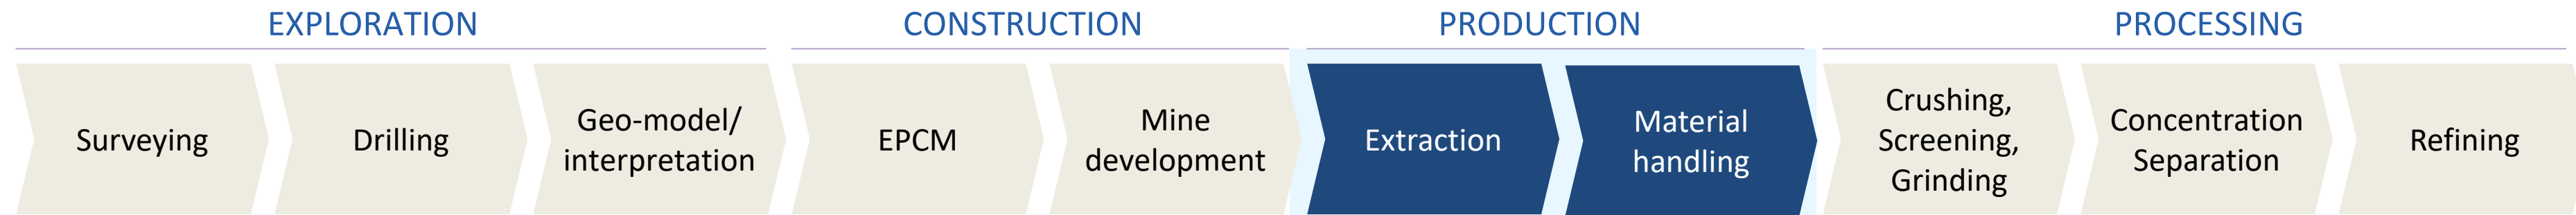 EXPLORATION
CONSTRUCTION
PRODUCTION
PROCESSING
Surveying
Drilling
Geo-model/
interpretation
EPCM
Mine
development
Extraction
Material
handling
Crushing,
Screening,
Grinding
Concentration
Separation
Refining